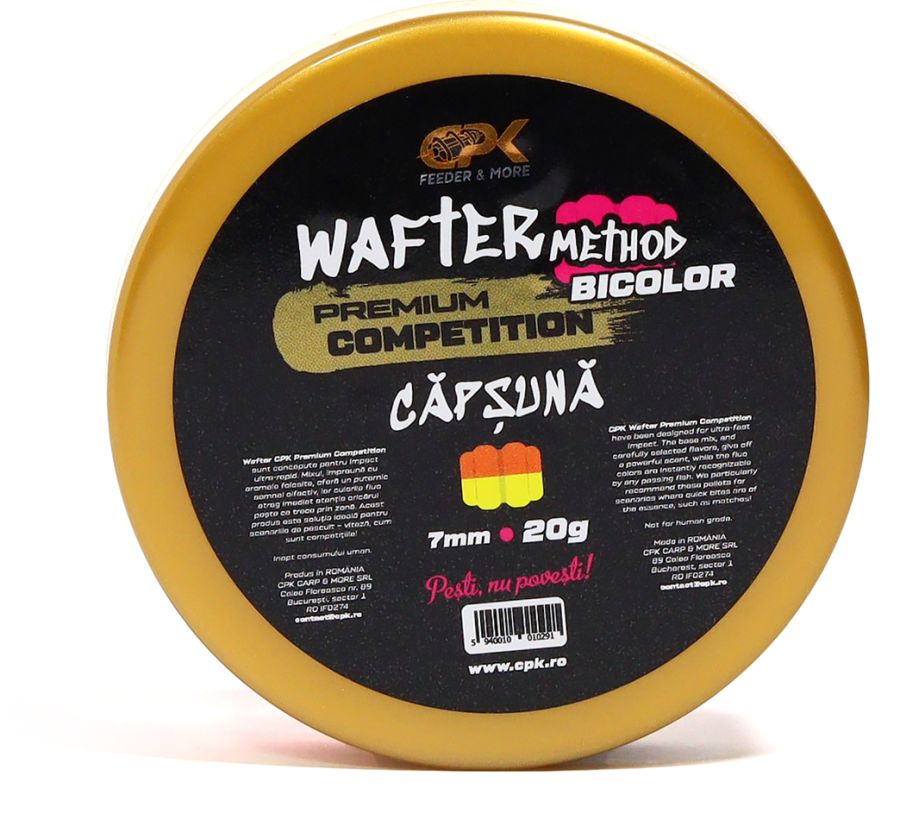 CPK
FEEDER & MORE
WAFTER METHOD
BICOLOR
PREMIUM
COMPETITION
CĂPȘUNĂ
Wafter CPK Premium Competition
sunt concepute pentru impact
ultra-rapid. Mixul, împreună cu
aromele folosite, oferă un puternic
semnal olfactiv, iar culorile fluo
atrag imediat atenția oricărui
pește ce trece prin zonă. Acest
produs este soluția ideală pentru
scenariile de pescuit - viteză, cum
sunt competițiile!
Inapt consumului uman.
Produs în ROMÂNIA
CPK CARP & MORE SRL
Calea Floreasca nr. 89
București, sector 1
RO IF0274
contact@cpk.ro
7mm • 20g
Pești, nu povești!
5 940010 010291
www.cpk.ro
CPK Wafter Premium Competition
have been designed for ultra-fast
impact. The base mix, and
carefully selected flavors, give off
a powerful scent, while the fluo
colors are instantly recognizable
by any passing fish. We particularly
recommend these pellets for
scenarios where quick bites are of
the essence, such as matches!
Not for human grade.
Made in ROMÂNIA
CPK CARP & MORE SRL
89 Calea Floreasca
Bucharest, sector 1
RO IF0274
contact@cpk.ro